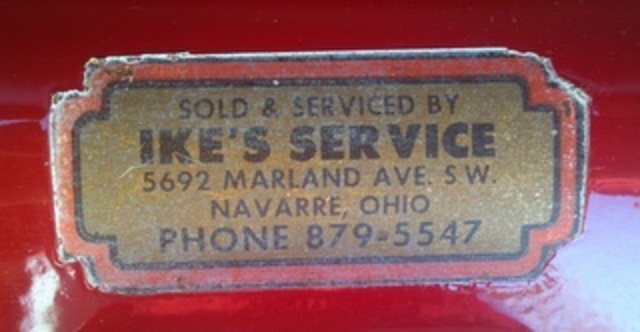 SOLD & SERVICED BY
IKE'S SERVICE
5692 MARLAND AVE. S.W.
NAVARRE, OHIO
PHONE 879-5547